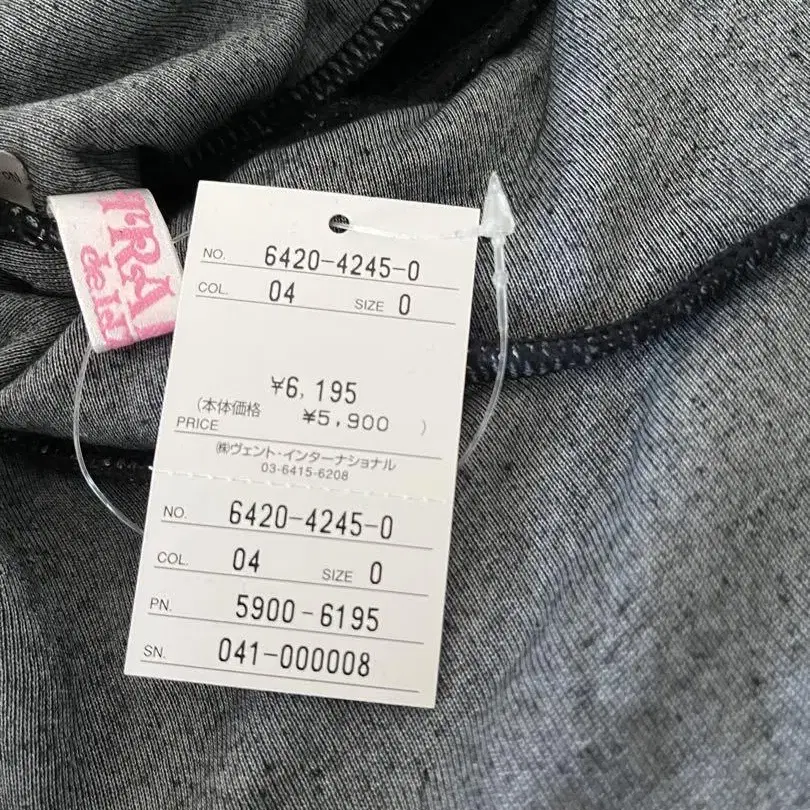 NO. 6420-4245-0
COL. 04 SIZE 0
¥6,195
(本体価格 ¥5,900 )
PRICE
㈱ヴェント・インターナショナル
03-6415-6208
NO. 6420-4245-0
COL. 04 SIZE 0
PN. 5900-6195
SN. 041-000008